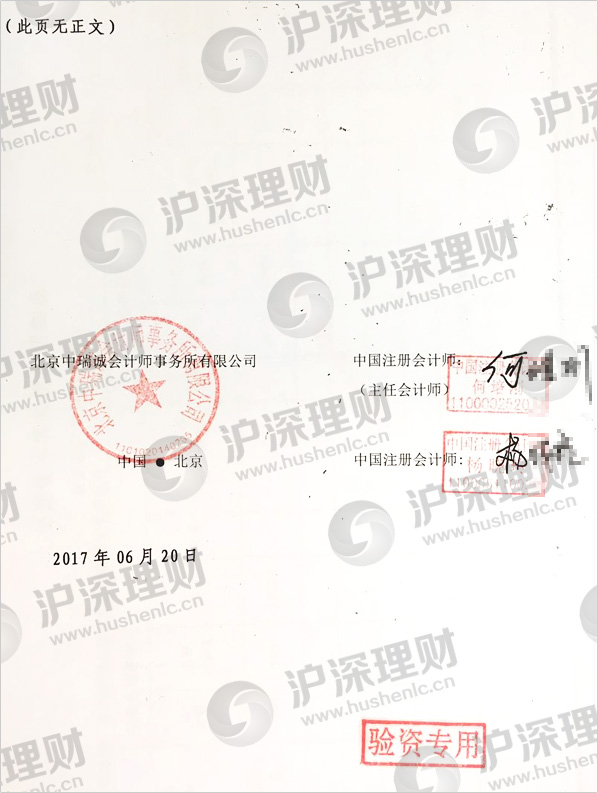 （此页无正文）
沪深理财
www.hushenlc.cn
北京中瑞诚会计师事务所有限公司
中国 ● 北京
2017 年 06 月 20 日
中国注册会计师：
（主任会计师）
何
1100002520
中国注册会计师:
杨
验资专用